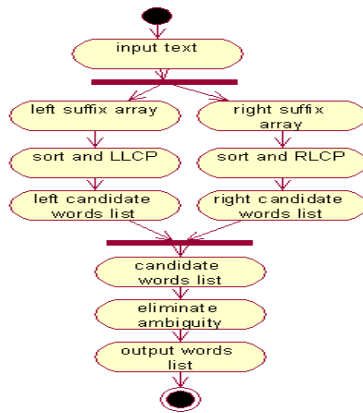 input text
left suffix array
right suffix
array
sort and LLCP
sort and RLCP
left candidate
words list
right candidate
words list
candidate
words list
eliminate
ambiguity
output words
list